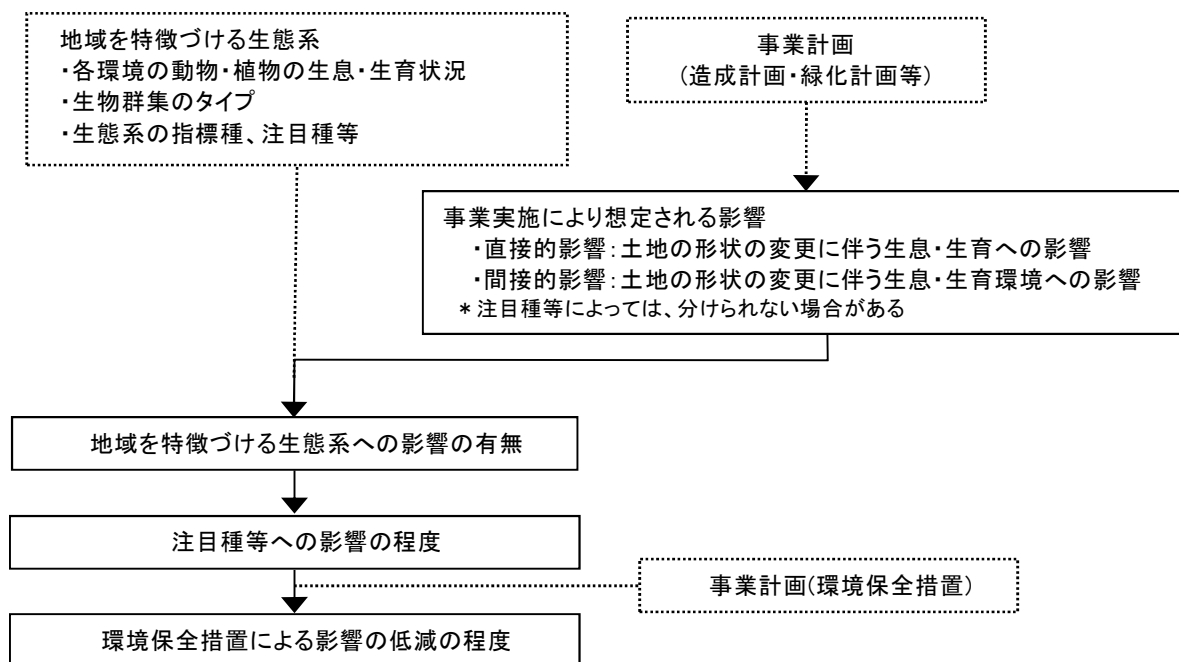 地域を特徴づける生態系
・各環境の動物・植物の生息・生育状況
・生物群集のタイプ
・生態系の指標種、注目種等
事業計画
(造成計画・緑化計画等)
事業実施により想定される影響
・直接的影響:土地の形状の変更に伴う生息・生育への影響
・間接的影響:土地の形状の変更に伴う生息・生育環境への影響
*注目種等によっては、分けられない場合がある
地域を特徴づける生態系への影響の有無
注目種等への影響の程度
事業計画(環境保全措置)
環境保全措置による影響の低減の程度